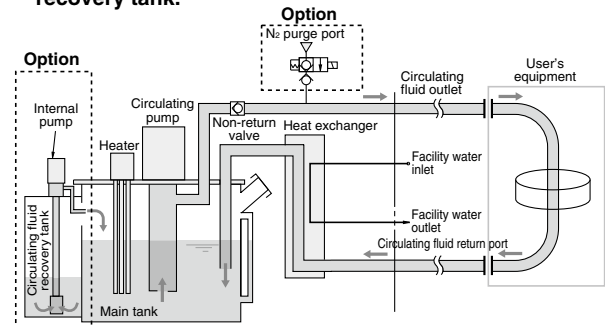 recovery tank.
Option
N2 purge port
Option
Circulating
fluid outlet
User's
equipment
Internal
pump
Circulating
pump
Heater
Non-return
valve
Heat exchanger
Facility water
inlet
Facility water
outlet
Circulating fluid return port
Circulating fluid
recovery tank
Main tank